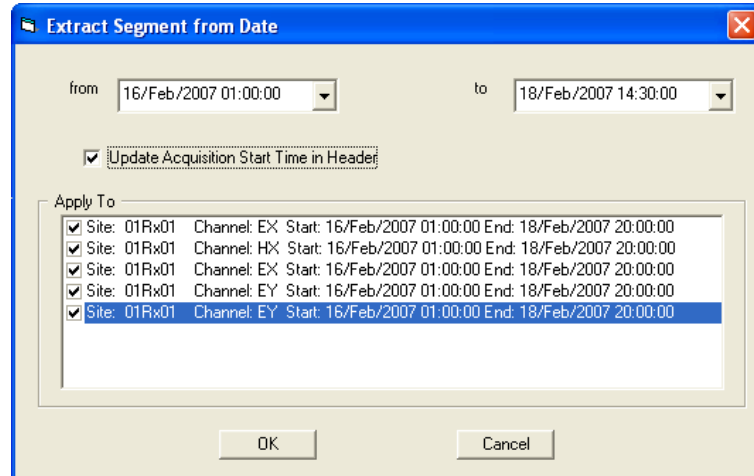 Extract Segment from Date
from 16/Feb/2007 01:00:00 to 18/Feb/2007 14:30:00
Update Acquisition Start Time in Header
Apply To
Site: 01Rx01 Channel: EX Start: 16/Feb/2007 01:00:00 End: 18/Feb/2007 20:00:00
Site: 01Rx01 Channel: HX Start: 16/Feb/2007 01:00:00 End: 18/Feb/2007 20:00:00
Site: 01Rx01 Channel: EX Start: 16/Feb/2007 01:00:00 End: 18/Feb/2007 20:00:00
Site: 01Rx01 Channel: EY Start: 16/Feb/2007 01:00:00 End: 18/Feb/2007 20:00:00
Site: 01Rx01 Channel: EY Start: 16/Feb/2007 01:00:00 End: 18/Feb/2007 20:00:00
OK Cancel